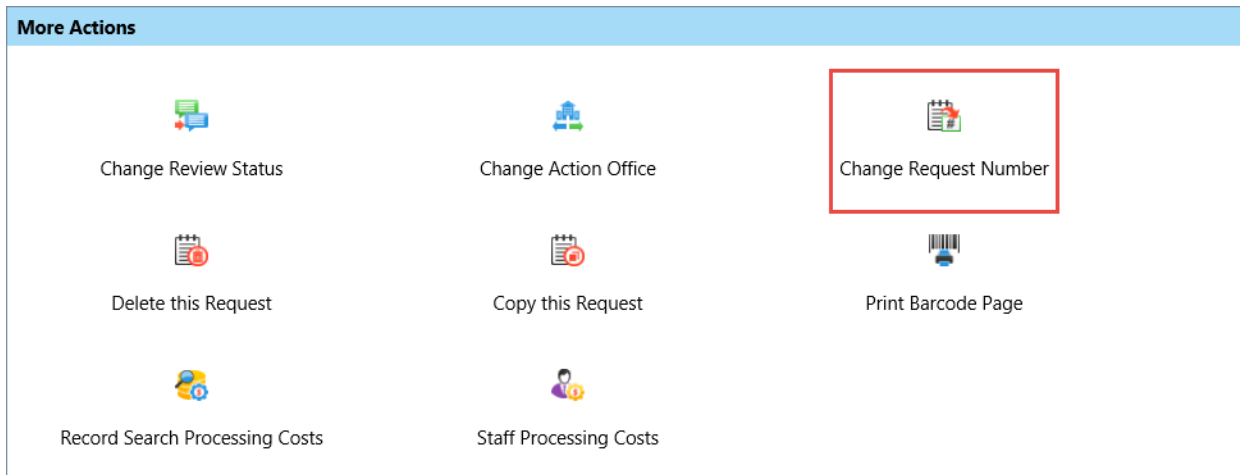 More Actions
Change Review Status
Change Action Office
Change Request Number
Delete this Request
Copy this Request
Print Barcode Page
Record Search Processing Costs
Staff Processing Costs